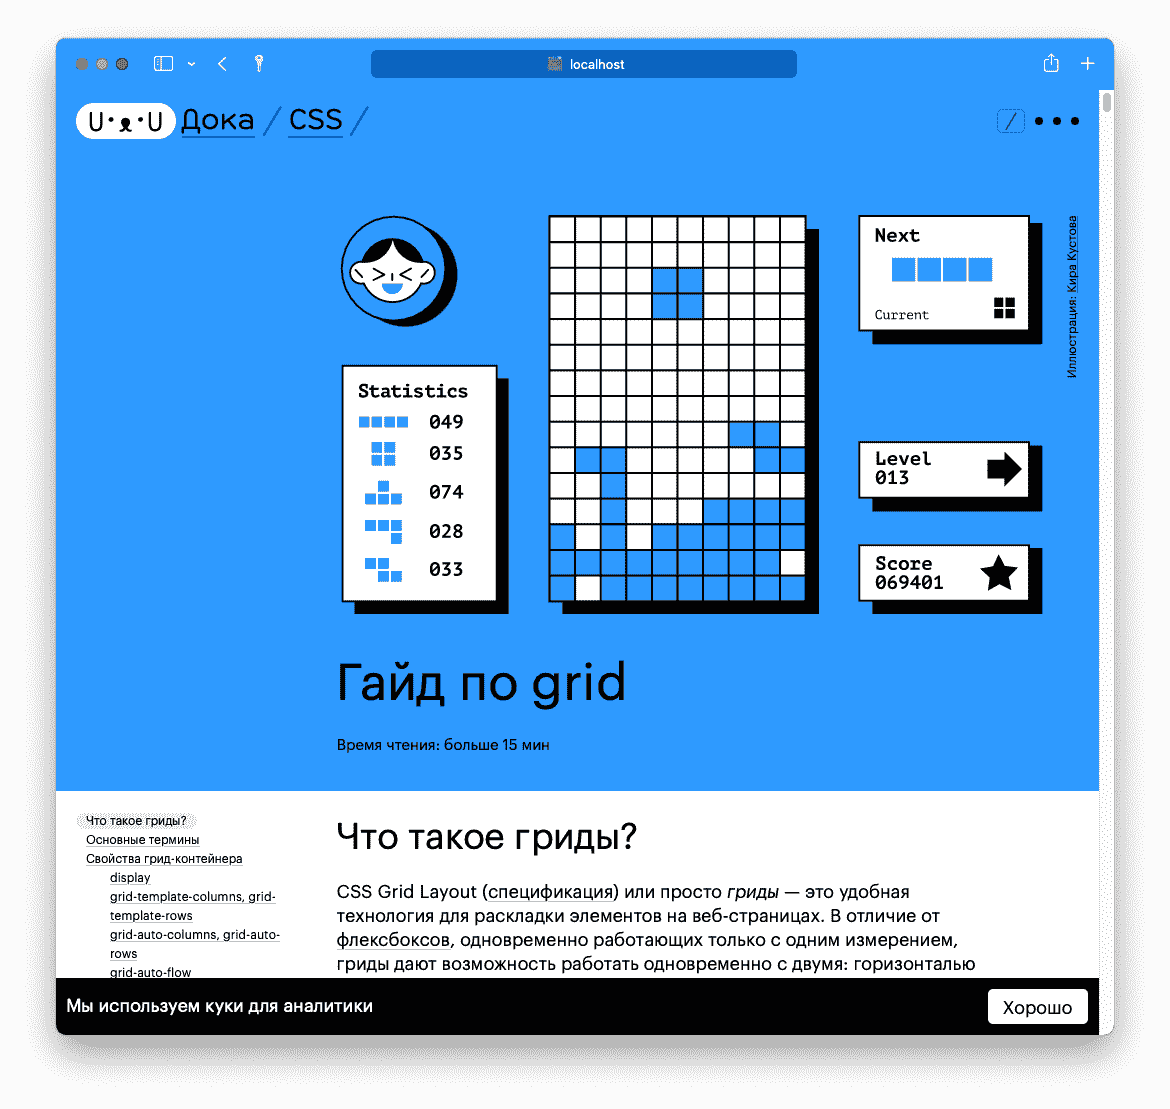 localhost
Дока / CSS /
/
Next
Current
Иллюстрация: Кира Кустова
Statistics
049
035
074
028
033
Level
013
Score
069401
Гайд по grid
Время чтения: больше 15 мин
Что такое гриды?
Основные термины
Свойства грид-контейнера
display
grid-template-columns, grid-
template-rows
grid-auto-columns, grid-auto-
rows
grid-auto-flow
Что такое гриды?
CSS Grid Layout (спецификация) или просто гриды — это удобная
технология для раскладки элементов на веб-страницах. В отличие от
флексбоксов, одновременно работающих только с одним измерением,
гриды дают возможность работать одновременно с двумя: горизонталью
Мы используем куки для аналитики
Хорошо